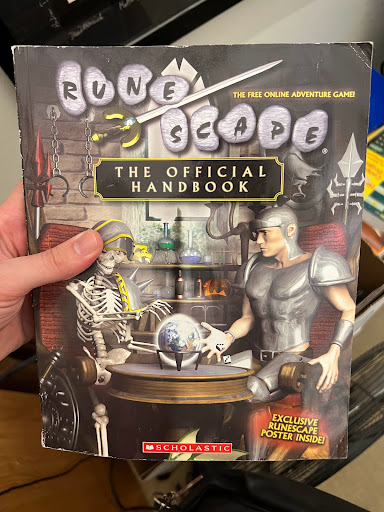 RUNE
SCAPE®
THE FREE ONLINE ADVENTURE GAME!
THE OFFICIAL
HANDBOOK
EXCLUSIVE
RUNESCAPE
POSTER INSIDE!
SCHOLASTIC